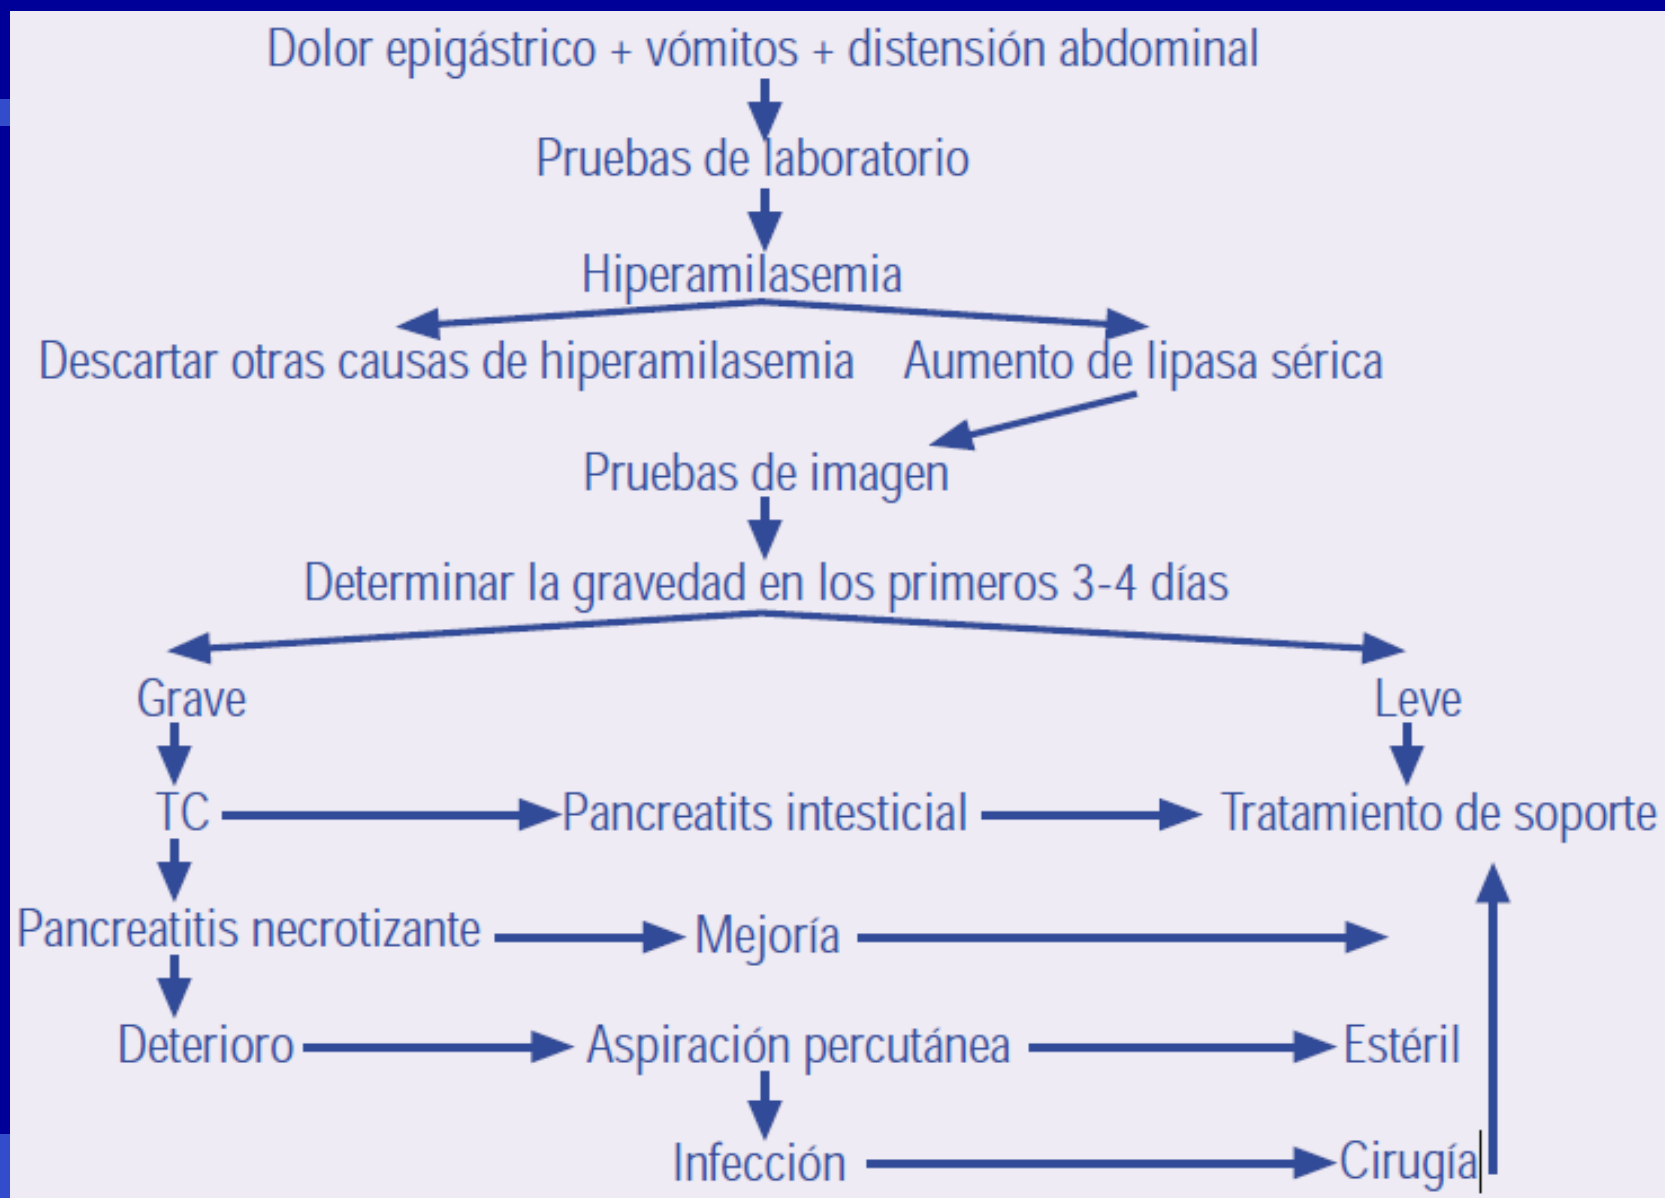 Dolor epigástrico + vómitos + distensión abdominal
Pruebas de laboratorio
Hiperamilasemia
Descartar otras causas de hiperamilasemia
Aumento de lipasa sérica
Pruebas de imagen
Determinar la gravedad en los primeros 3-4 días
Grave
Leve
TC
Pancreatits intesticial
Tratamiento de soporte
Pancreatitis necrotizante
Mejoría
Deterioro
Aspiración percutánea
Estéril
Infección
Cirugía